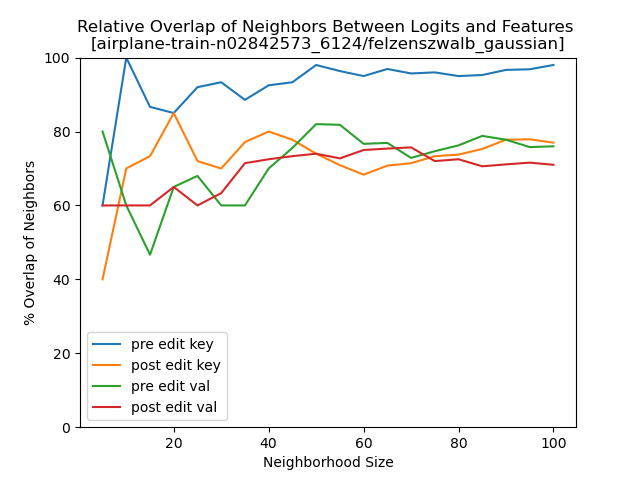 Relative Overlap of Neighbors Between Logits and Features
[airplane-train-n02842573_6124/felzenszwalb_gaussian]
% Overlap of Neighbors
100
80
60
40
20
0
pre edit key
post edit key
pre edit val
post edit val
20 40 60 80 100
Neighborhood Size